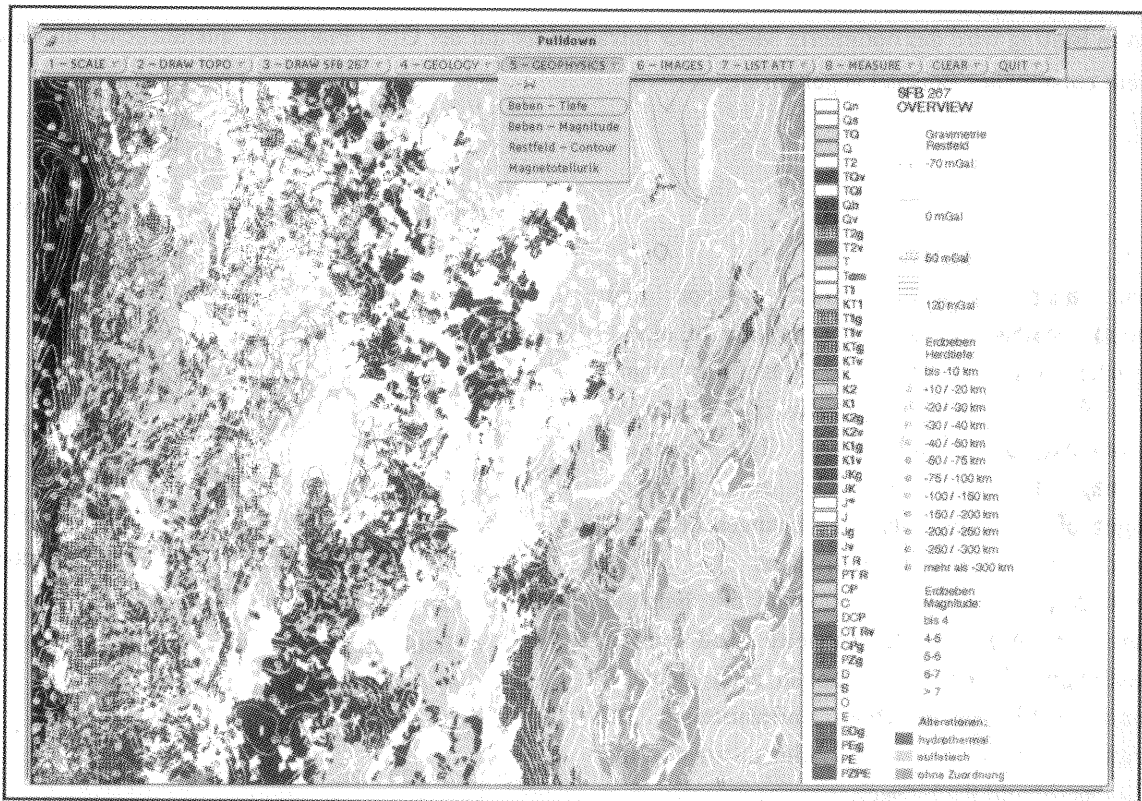 Pulldown
1 - SCALE 2 - DRAW TOPO 3 - DRAW SFB 267 4 - GEOLOGY 5 - GEOPHYSICS 6 - IMAGES 7 - LIST ATT 8 - MEASURE CLEAR QUIT
Beben - Tiefe
Beben - Magnitude
Restfeld - Contour
Magnetotellurik
SFB 267
OVERVIEW
Qn
Qs
TQ
Q
T2
TQv
TQi
Qb
Qv
T2g
T2v
T
T1
KT1
T1g
T1v
KTg
KTv
K
K2
K1
K2g
K2v
K1g
K1v
JKg
JK
J*
J
Jg
Jv
T R
PT R
CP
C
DCP
CT Rv
CPg
PZg
D
S
O
E
EOg
PEg
PE
PZPE
Gravimetrie
Restfeld
-70 mGal
0 mGal
50 mGal
120 mGal
Erdbeben
Herdtiefe:
bis -10 km
-10 / -20 km
-20 / -30 km
-30 / -40 km
-40 / -50 km
-50 / -75 km
-75 / -100 km
-100 / -150 km
-150 / -200 km
-200 / -250 km
-250 / -300 km
mehr als -300 km
Erdbeben
Magnitude:
bis 4
4-5
5-6
6-7
> 7
Alterationen:
hydrothermal
sulfatisch
ohne Zuordnung